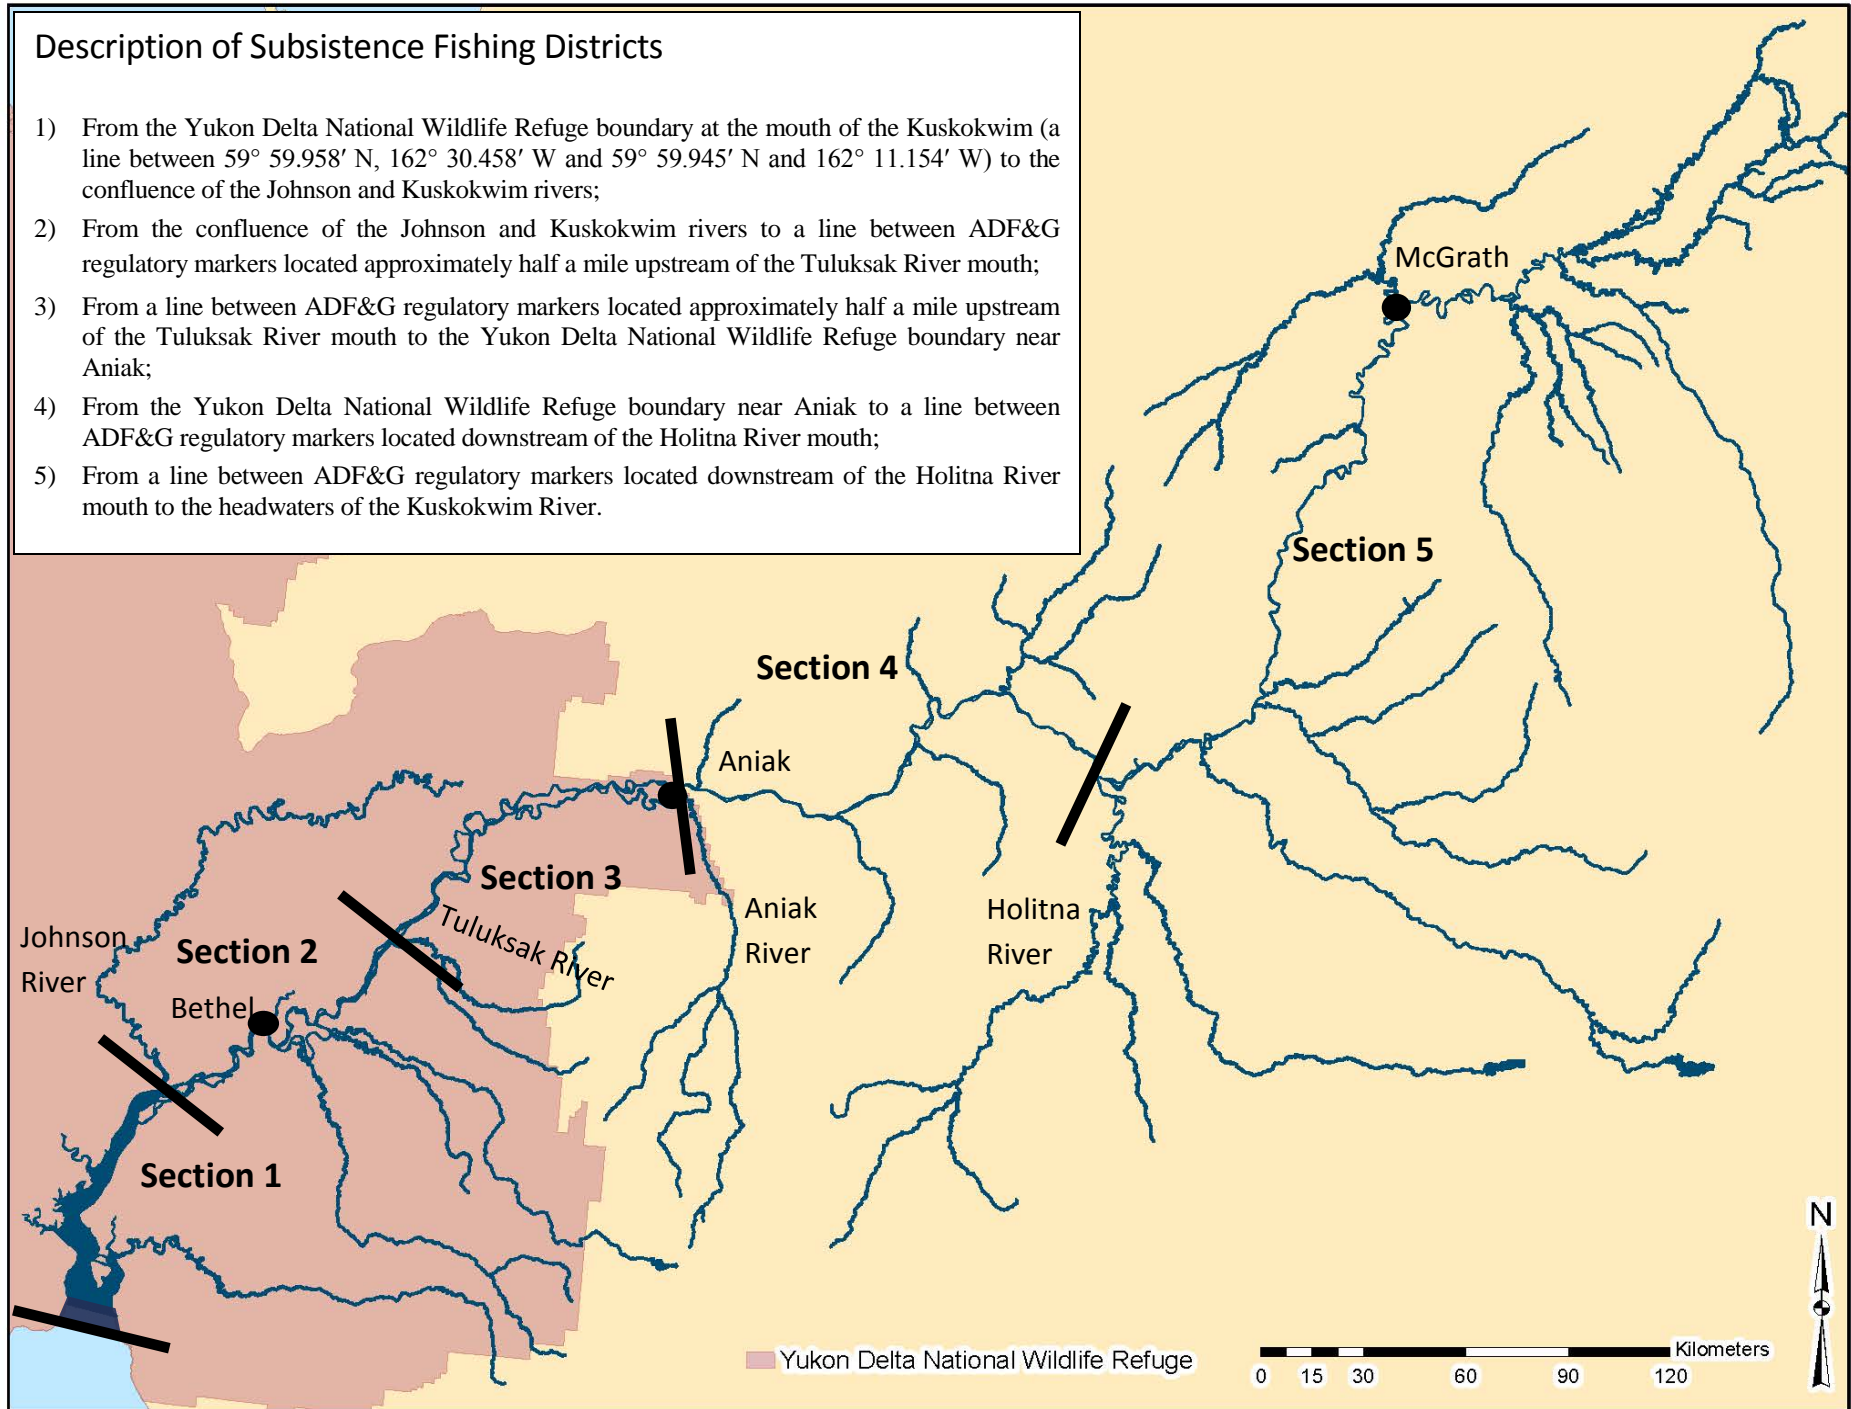 Description of Subsistence Fishing Districts
1) From the Yukon Delta National Wildlife Refuge boundary at the mouth of the Kuskokwim (a
line between 59° 59.958′ N, 162° 30.458′ W and 59° 59.945′ N and 162° 11.154′ W) to the
confluence of the Johnson and Kuskokwim rivers;
2) From the confluence of the Johnson and Kuskokwim rivers to a line between ADF&G
regulatory markers located approximately half a mile upstream of the Tuluksak River mouth;
3) From a line between ADF&G regulatory markers located approximately half a mile upstream
of the Tuluksak River mouth to the Yukon Delta National Wildlife Refuge boundary near
Aniak;
4) From the Yukon Delta National Wildlife Refuge boundary near Aniak to a line between
ADF&G regulatory markers located downstream of the Holitna River mouth;
5) From a line between ADF&G regulatory markers located downstream of the Holitna River
mouth to the headwaters of the Kuskokwim River.
McGrath
Section 5
Section 4
Aniak
Section 3
Aniak
River
Holitna
River
Tuluksak River
Johnson
River
Section 2
Bethel
Section 1
N
Yukon Delta National Wildlife Refuge
Kilometers
0 15 30 60 90 120